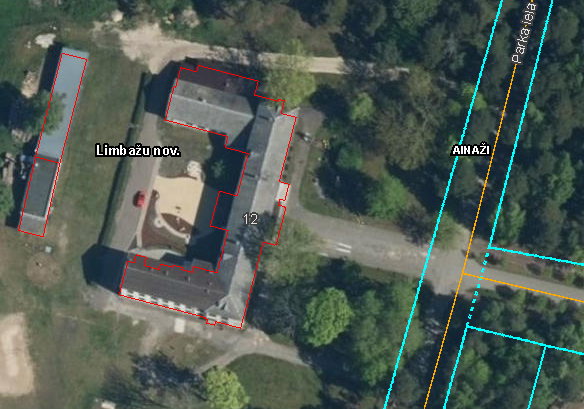 Parka iela
Limbažu nov.
AINAŽI
12